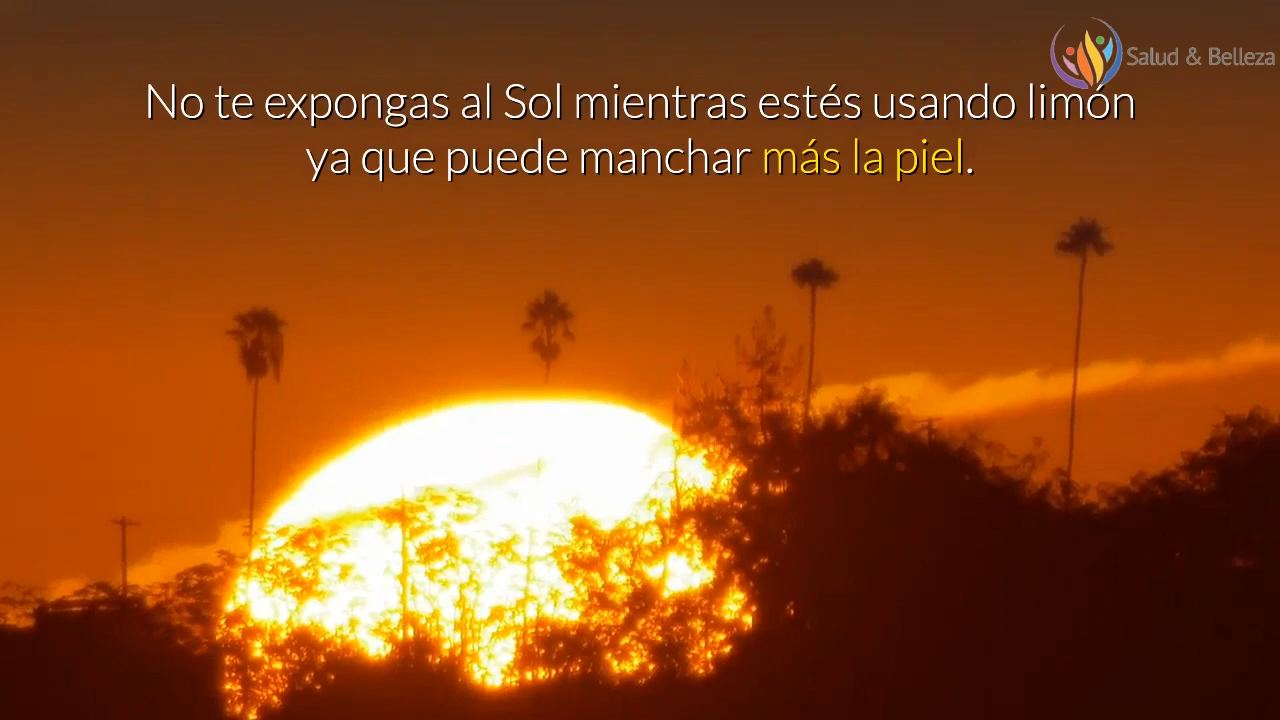 Salud & Belleza
No te expongas al Sol mientras estés usando limón
ya que puede manchar más la piel.